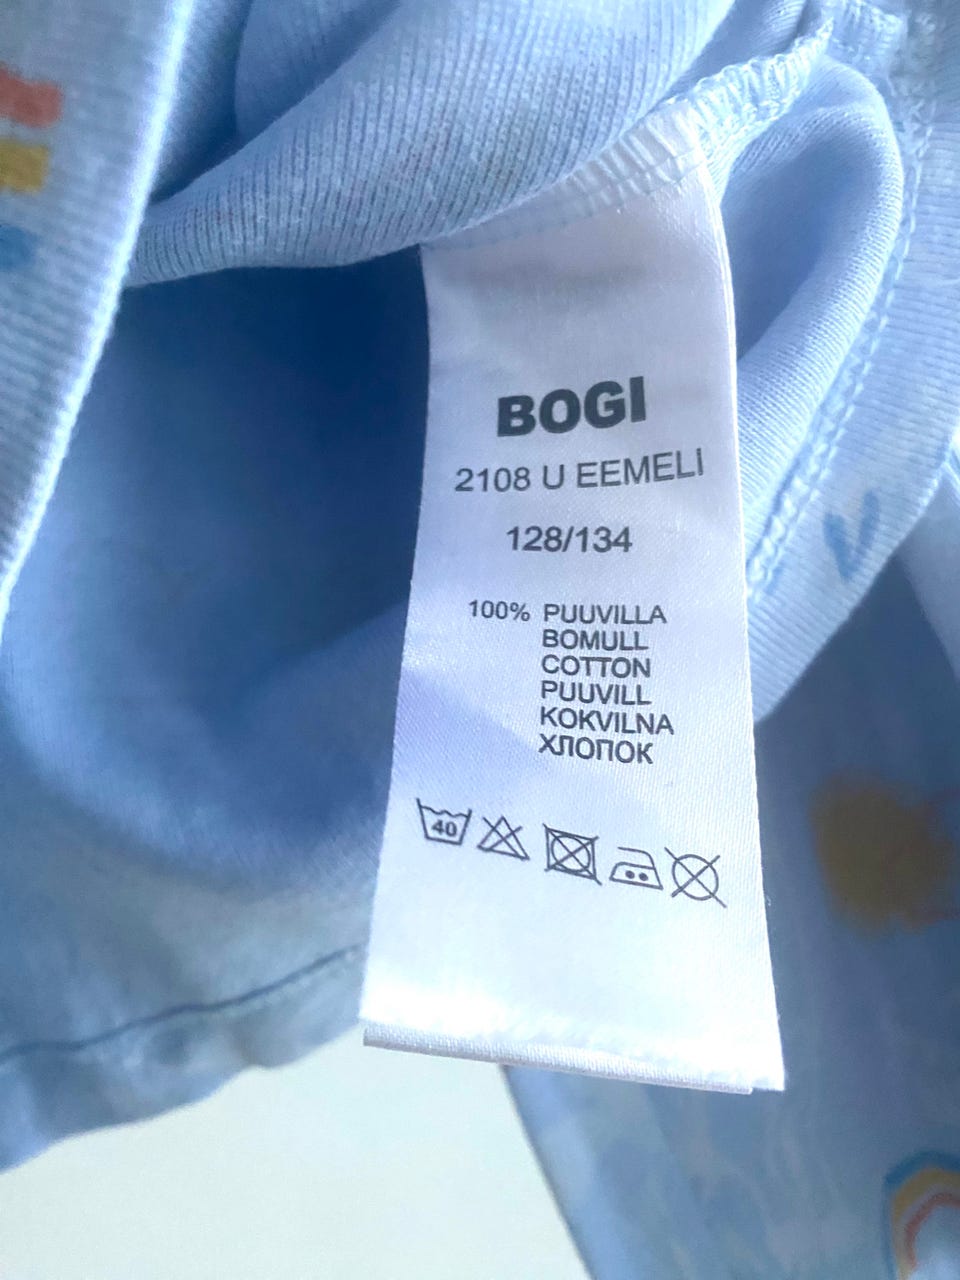 BOGI
2108 U EEMELI
128/134
100% PUUVILLA
BOMULL
COTTON
PUUVILL
KOKVILNA
ХЛОПОК
40